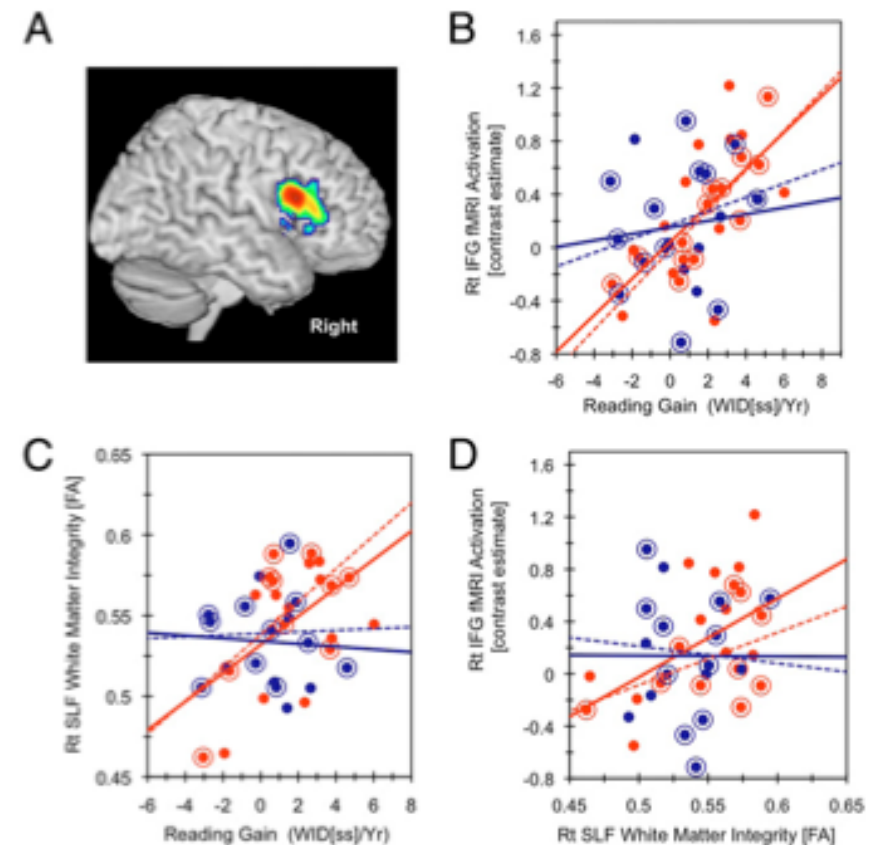 A
Right
B
Rt IFG fMRI Activation
[contrast estimate]
1.6
1.2
0.8
0.4
0
-0.4
-0.8
-6 -4 -2 0 2 4 6 8
Reading Gain (WID[ss]/Yr)
C
Rt SLF White Matter Integrity [FA]
0.65
0.6
0.55
0.5
0.45
-6 -4 -2 0 2 4 6 8
Reading Gain (WID[ss]/Yr)
D
Rt IFG fMRI Activation
[contrast estimate]
1.6
1.2
0.8
0.4
0
-0.4
-0.8
0.45 0.5 0.55 0.6 0.65
Rt SLF White Matter Integrity [FA]